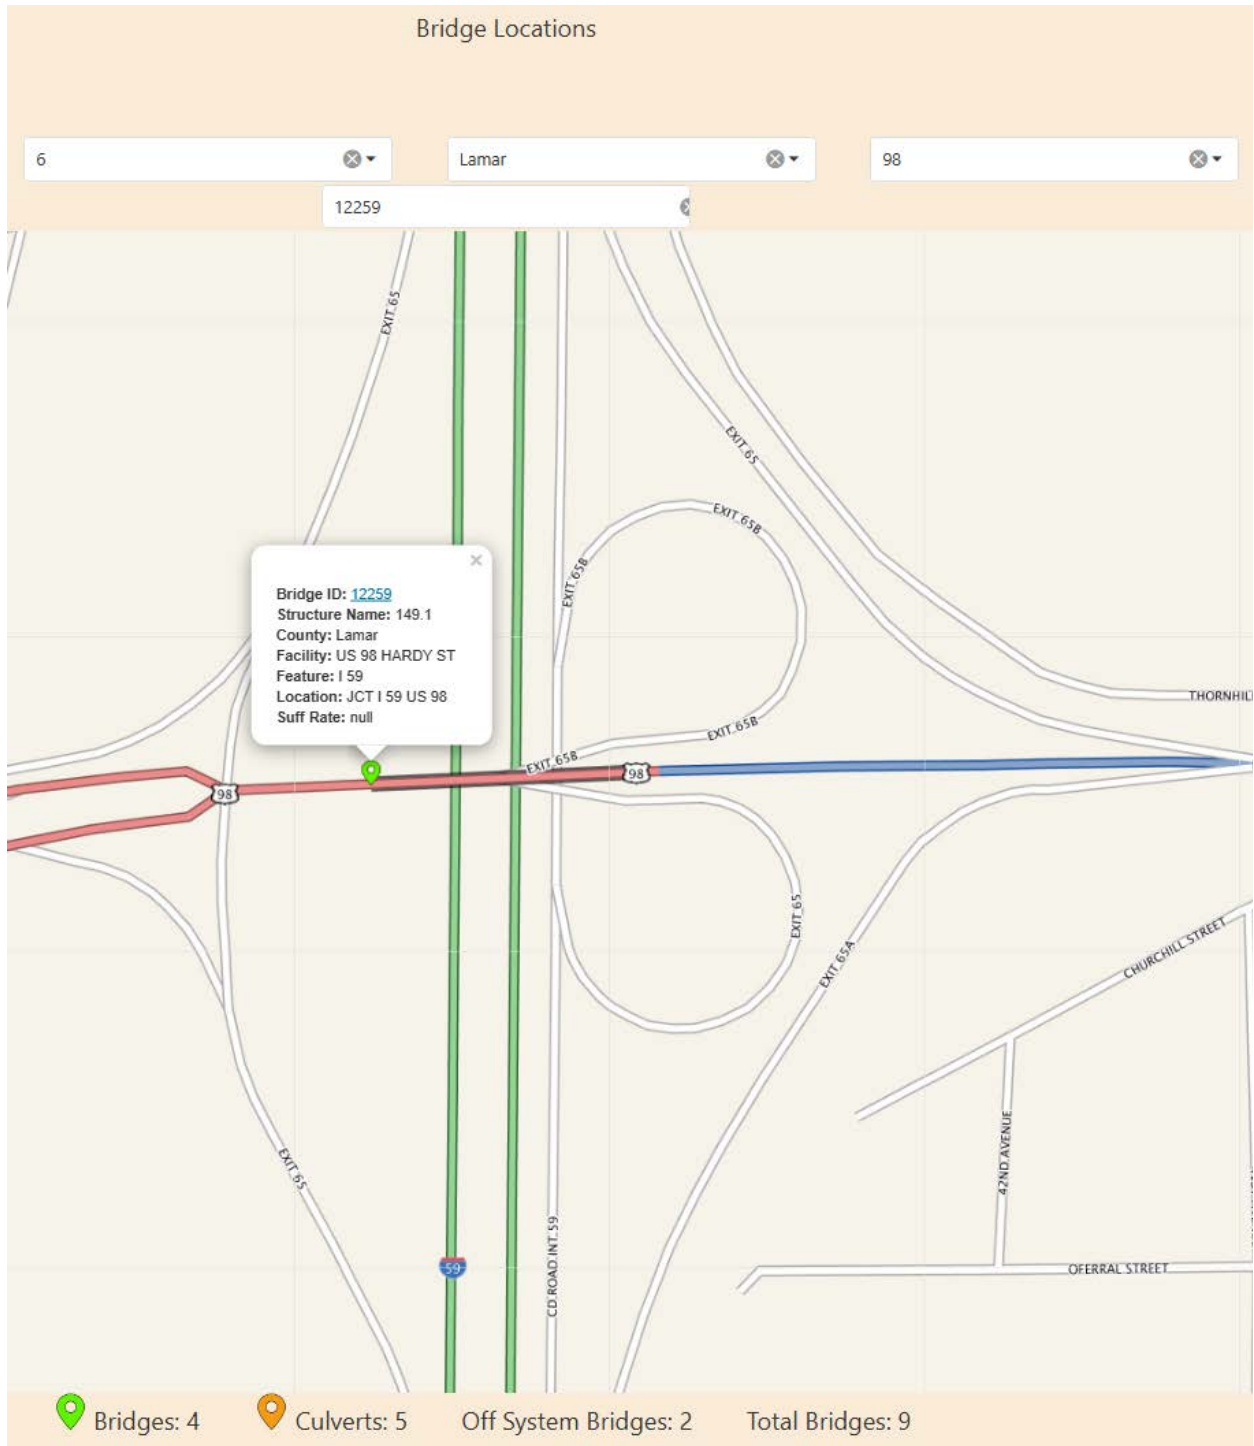 Bridge Locations
6
Lamar
98
12259
EXIT 65
EXIT 65
EXIT 65B
EXIT 65B
Bridge ID: 12259
Structure Name: 149.1
County: Lamar
Facility: US 98 HARDY ST
Feature: I 59
Location: JCT I 59 US 98
Suff Rate: null
THORNHIL
EXIT 65B
EXIT 65B
98
98
EXIT 65
EXIT 65A
CHURCHILL STREET
42ND AVENUE
EXIT 65
CD ROAD INT 59
59
OFERRAL STREET
Bridges: 4
Culverts: 5
Off System Bridges: 2
Total Bridges: 9